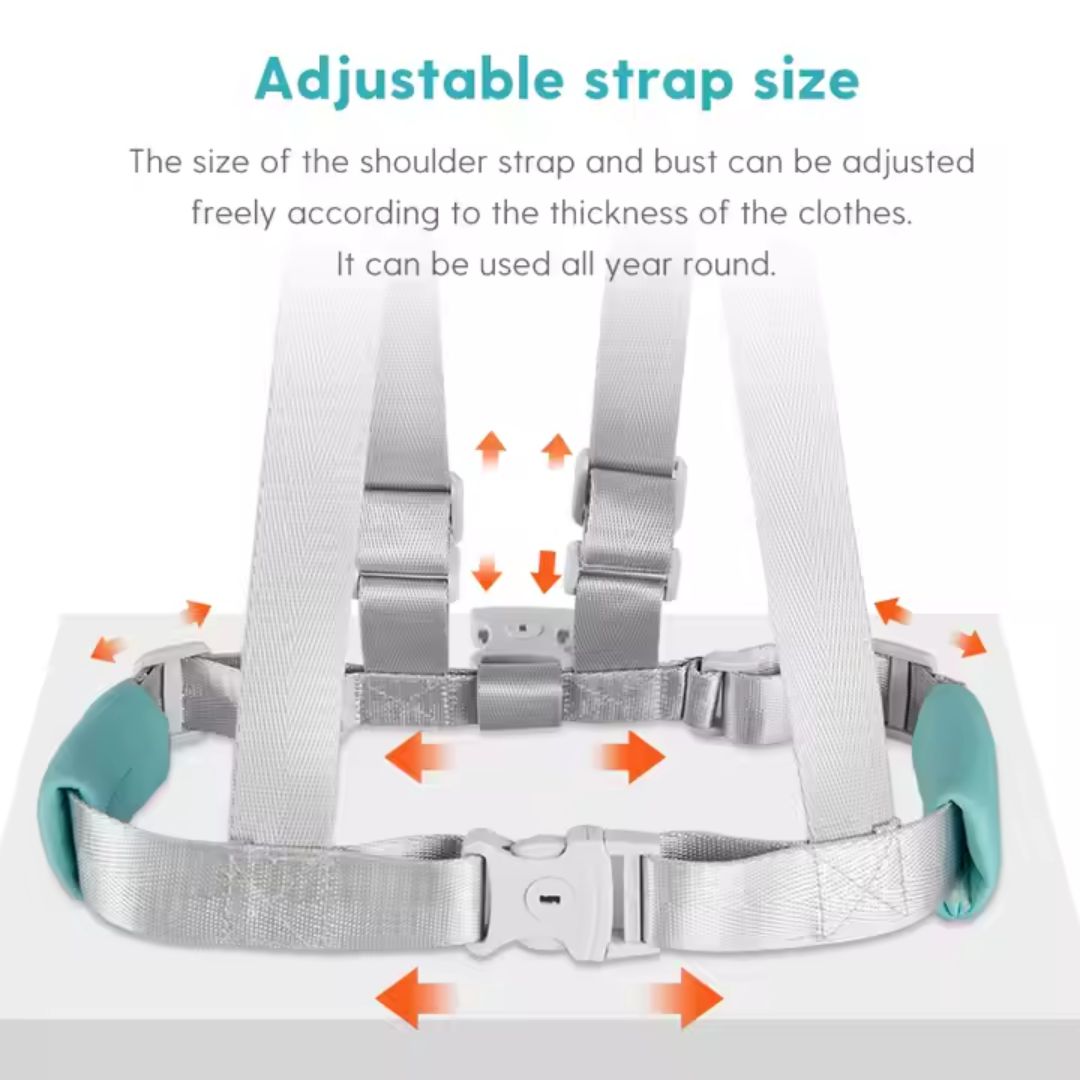 Adjustable strap size
The size of the shoulder strap and bust can be adjusted
freely according to the thickness of the clothes.
It can be used all year round.